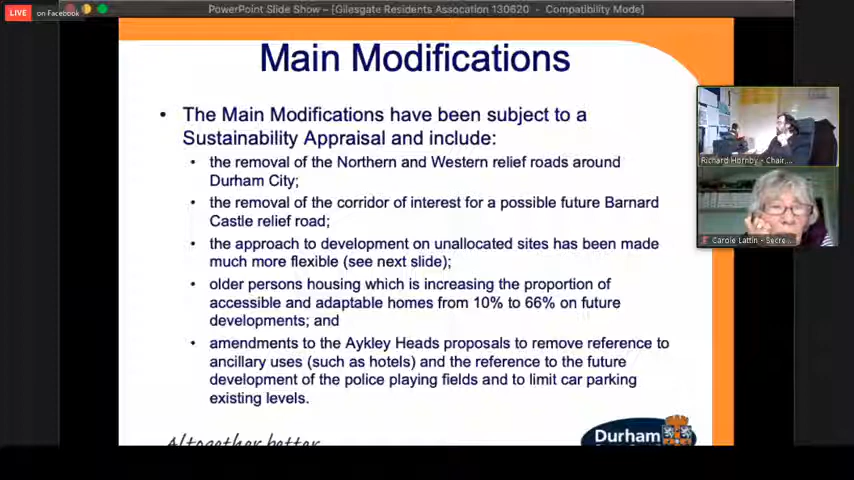 LIVE
on Facebook
PowerPoint Slide Show – [Gilesgate Residents Assocation 130620 - Compatibility Mode]
Main Modifications
• The Main Modifications have been subject to a
Sustainability Appraisal and include:
• the removal of the Northern and Western relief roads around
Durham City;
• the removal of the corridor of interest for a possible future Barnard
Castle relief road;
• the approach to development on unallocated sites has been made
much more flexible (see next slide);
• older persons housing which is increasing the proportion of
accessible and adaptable homes from 10% to 66% on future
developments; and
• amendments to the Aykley Heads proposals to remove reference to
ancillary uses (such as hotels) and the reference to the future
development of the police playing fields and to limit car parking
existing levels.
Altogether better
Durham
Richard Hornby - Chair...
Carole Lattin - Secre...